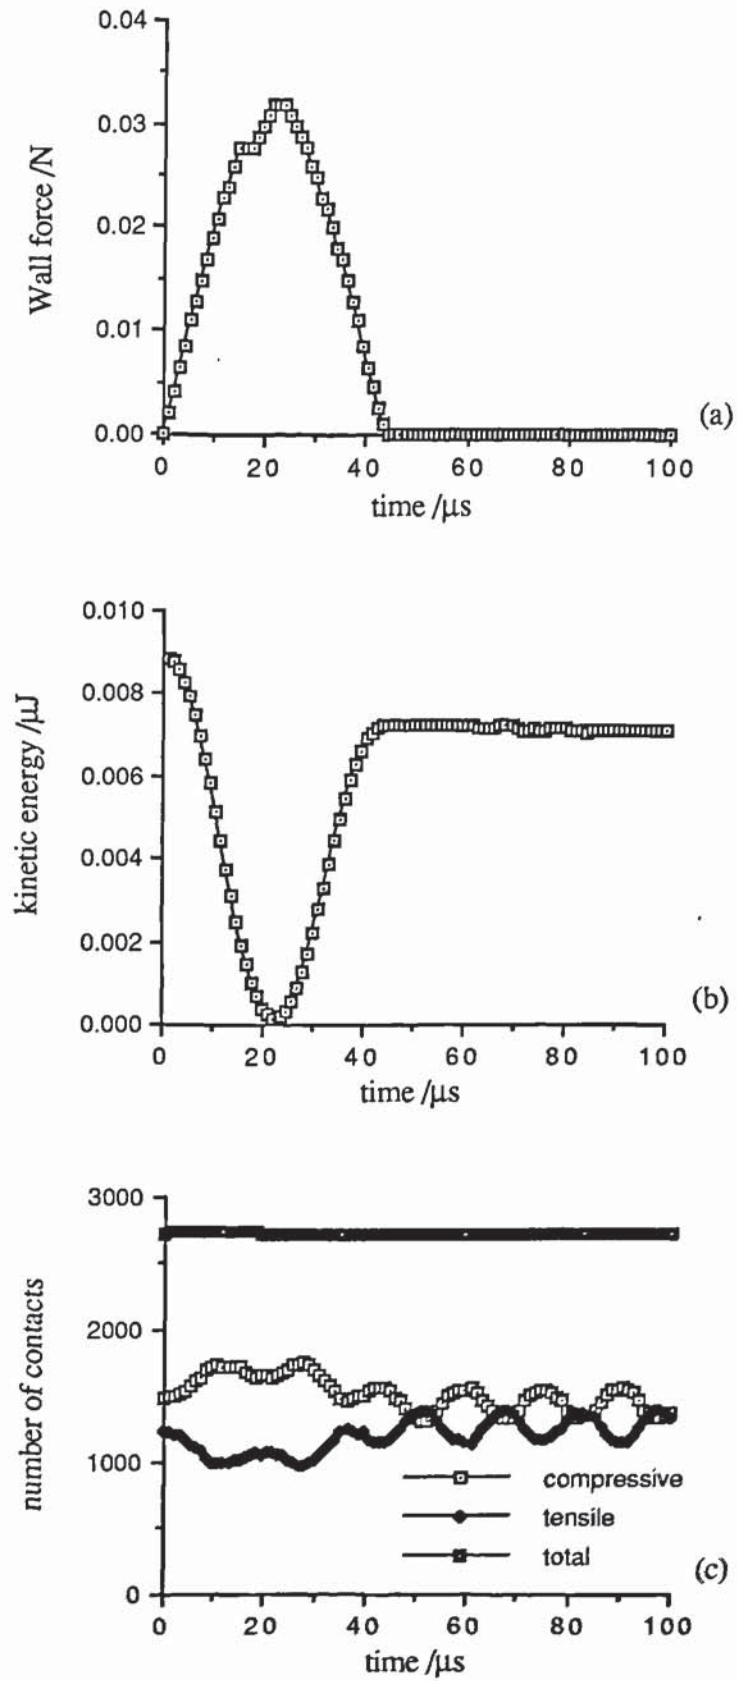 0.04
0.03
0.02
0.01
0.00
Wall force /N
0 20 40 60 80 100
time /μs
(a)
0.010
0.008
0.006
0.004
0.002
0.000
kinetic energy /μJ
0 20 40 60 80 100
time /μs
(b)
3000
2000
1000
0
number of contacts
compressive
tensile
total
0 20 40 60 80 100
time /μs
(c)